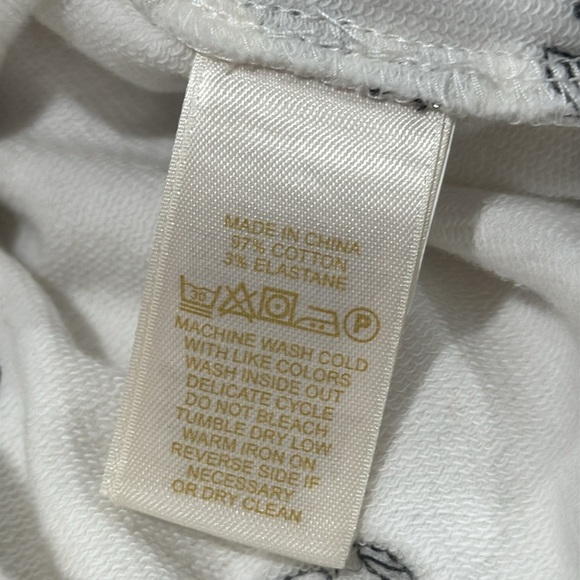 MADE IN CHINA
97% COTTON
3% ELASTANE
30 P
MACHINE WASH COLD
WITH LIKE COLORS
WASH INSIDE OUT
DELICATE CYCLE
DO NOT BLEACH
TUMBLE DRY LOW
WARM IRON ON
REVERSE SIDE IF
NECESSARY
OR DRY CLEAN